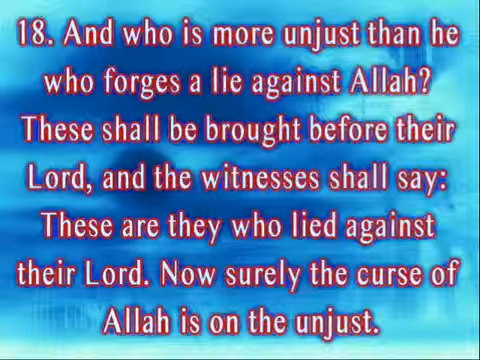 18. And who is more unjust than he
who forges a lie against Allah?
These shall be brought before their
Lord, and the witnesses shall say:
These are they who lied against
their Lord. Now surely the curse of
Allah is on the unjust.